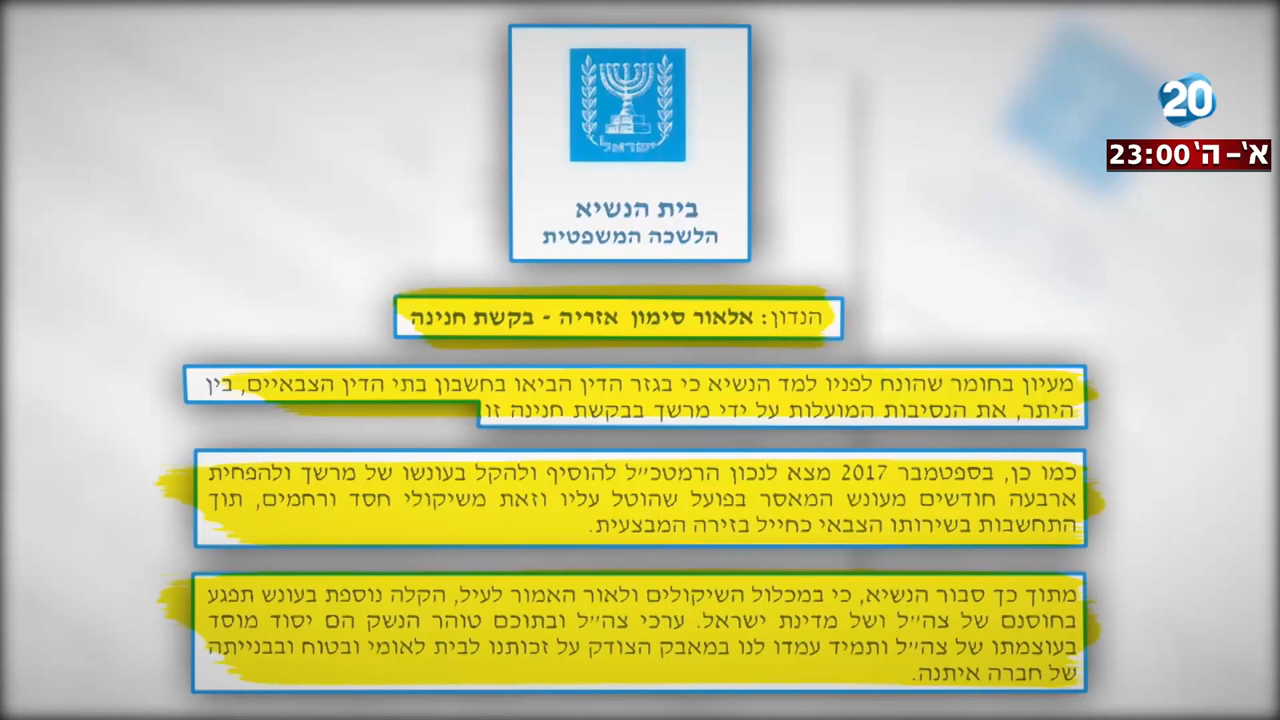 ישראל
בית הנשיא
הלשכה המשפטית
20
א'-ה' 23:00
הנדון: אלאור סימון אזריה - בקשת חנינה
מעיון בחומר שהונח לפניו למד הנשיא כי בגזר הדין הביאו בחשבון בתי הדין הצבאיים, בין
היתר, את הנסיבות המועלות על ידי מרשך בבקשת חנינה זו
כמו כן, בספטמבר 2017 מצא לנכון הרמטכ"ל להוסיף ולהקל בעונשו של מרשך ולהפחית
ארבעה חודשים מעונש המאסר בפועל שהוטל עליו וזאת משיקולי חסד ורחמים, תוך
התחשבות בשירותו הצבאי כחייל בזירה המבצעית.
מתוך כך סבור הנשיא, כי במכלול השיקולים ולאור האמור לעיל, הקלה נוספת בעונש תפגע
בחוסנם של צה"ל ושל מדינת ישראל. ערכי צה"ל ובתוכם טוהר הנשק הם יסוד מוסד
בעוצמתו של צה"ל ותמיד עמדו לנו במאבק הצודק על זכותנו לבית לאומי ובטוח ובבנייתה
של חברה איתנה.